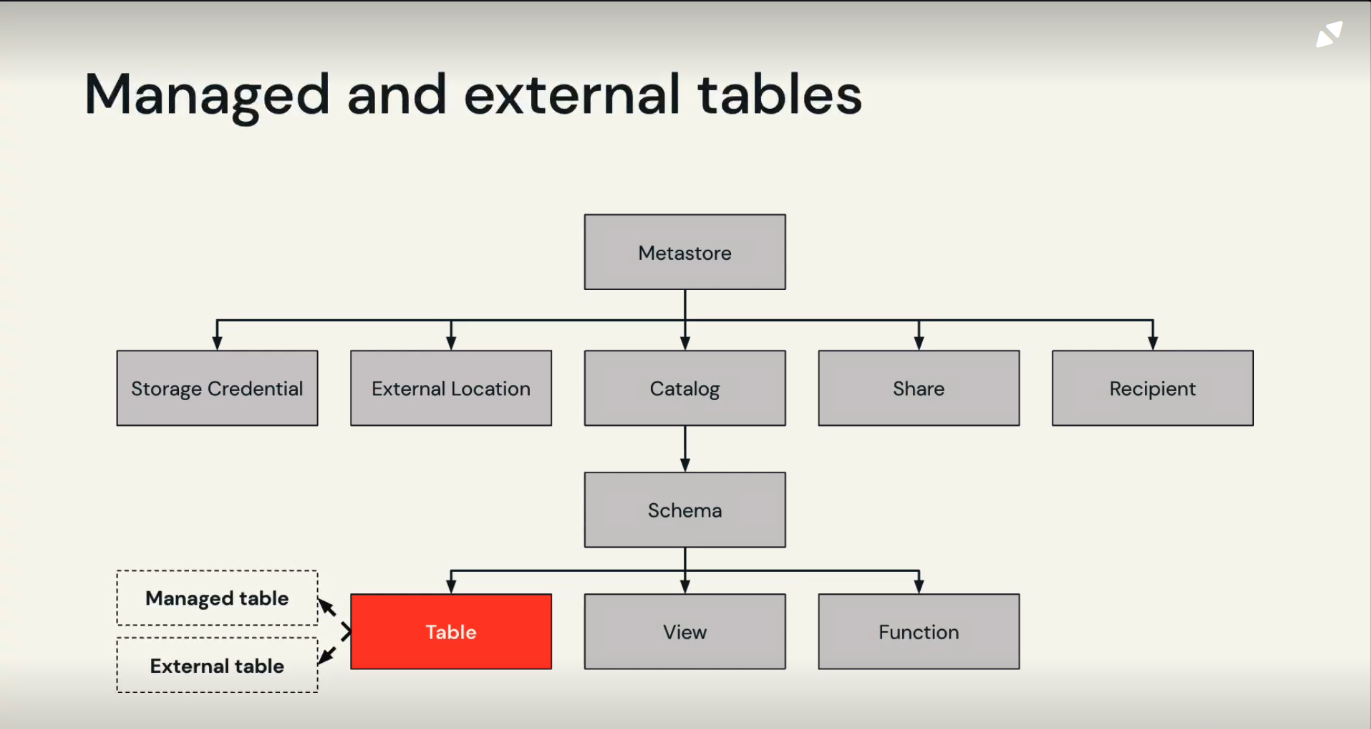 Managed and external tables
Metastore
Storage Credential
External Location
Catalog
Share
Recipient
Schema
Managed table
External table
Table
View
Function